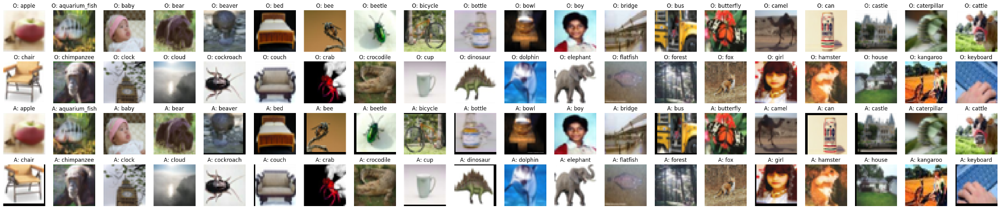 O: apple O: aquarium_fish O: baby O: bear O: beaver O: bed O: bee O: beetle O: bicycle O: bottle O: bowl O: boy O: bridge O: bus O: butterfly O: camel O: can O: castle O: caterpillar O: cattle
O: chair O: chimpanzee O: clock O: cloud O: cockroach O: couch O: crab O: crocodile O: cup O: dinosaur O: dolphin O: elephant O: flatfish O: forest O: fox O: girl O: hamster O: house O: kangaroo O: keyboard
A: apple A: aquarium_fish A: baby A: bear A: beaver A: bed A: bee A: beetle A: bicycle A: bottle A: bowl A: boy A: bridge A: bus A: butterfly A: camel A: can A: castle A: caterpillar A: cattle
A: chair A: chimpanzee A: clock A: cloud A: cockroach A: couch A: crab A: crocodile A: cup A: dinosaur A: dolphin A: elephant A: flatfish A: forest A: fox A: girl A: hamster A: house A: kangaroo A: keyboard